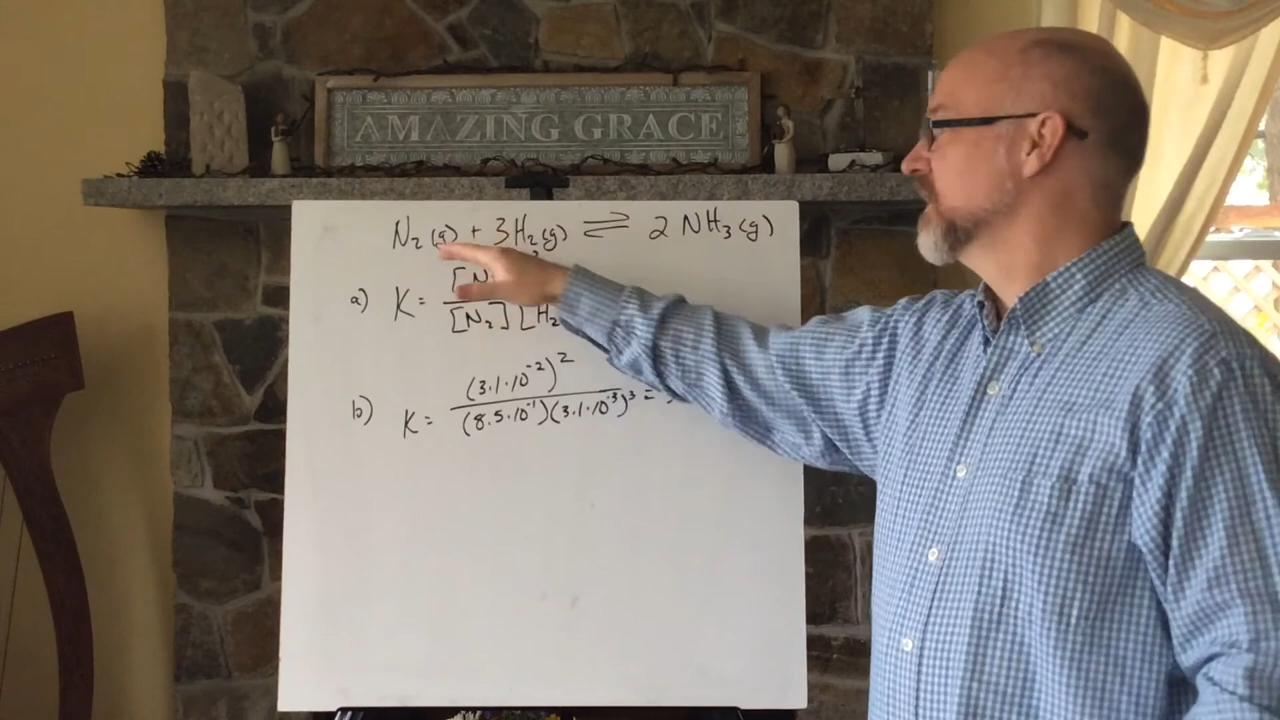 AMAZING GRACE
N₂(g) + 3H₂(g) ⇌ 2 NH₃(g)
a) K = [N
[N₂] [H₂
b) K = (3.1·10⁻²)²
(8.5·10⁻¹)(3.1·10⁻³)³ =